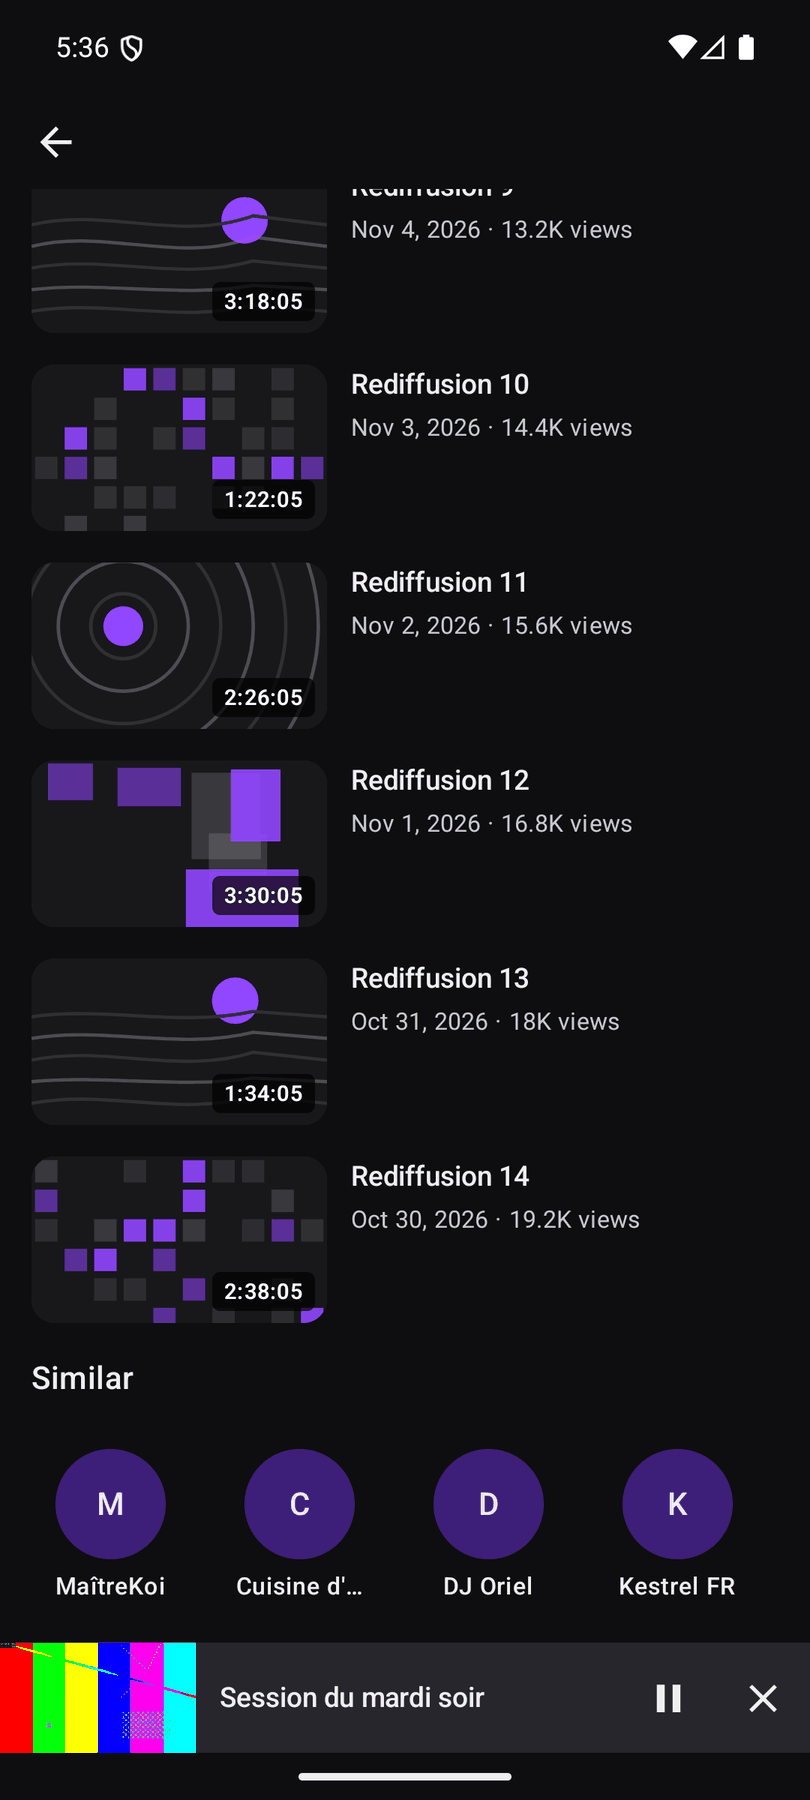 5:36
Rediffusion 9
Nov 4, 2026 · 13.2K views
3:18:05
Rediffusion 10
Nov 3, 2026 · 14.4K views
1:22:05
Rediffusion 11
Nov 2, 2026 · 15.6K views
2:26:05
Rediffusion 12
Nov 1, 2026 · 16.8K views
3:30:05
Rediffusion 13
Oct 31, 2026 · 18K views
1:34:05
Rediffusion 14
Oct 30, 2026 · 19.2K views
2:38:05
Similar
M
C
D
K
MaîtreKoi
Cuisine d'…
DJ Oriel
Kestrel FR
Session du mardi soir